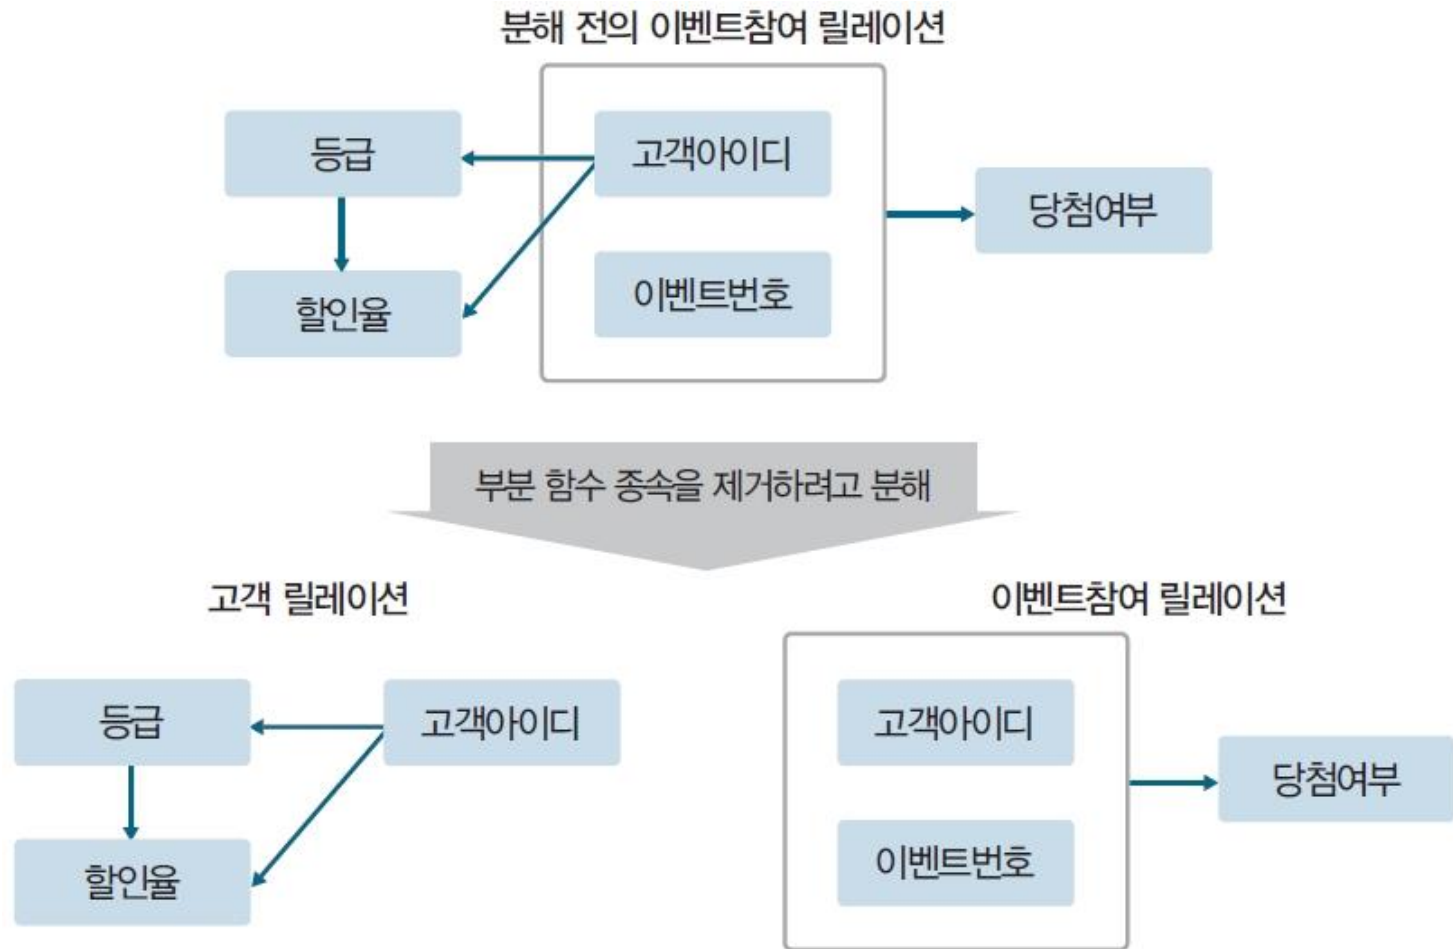 분해 전의 이벤트참여 릴레이션
등급
고객아이디
당첨여부
할인율
이벤트번호
부분 함수 종속을 제거하려고 분해
고객 릴레이션
이벤트참여 릴레이션
등급
고객아이디
고객아이디
당첨여부
할인율
이벤트번호